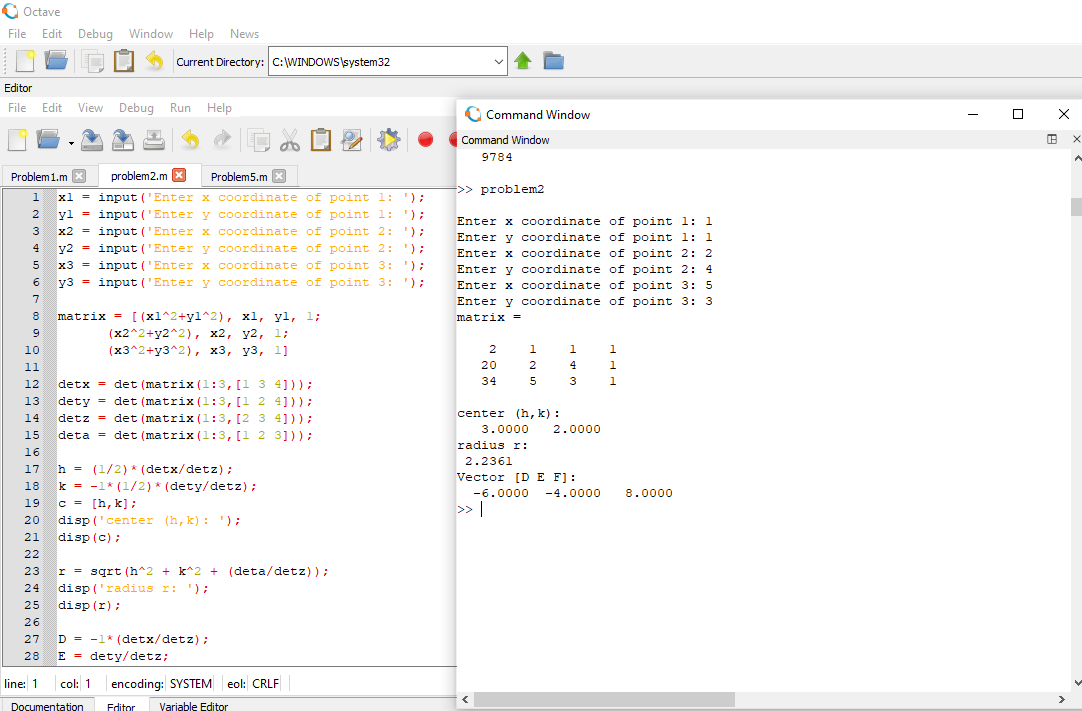 Octave
File Edit Debug Window Help News
Current Directory: C:\WINDOWS\system32
Editor
File Edit View Debug Run Help
Problem1.m problem2.m Problem5.m
1 x1 = input('Enter x coordinate of point 1: ');
2 y1 = input('Enter y coordinate of point 1: ');
3 x2 = input('Enter x coordinate of point 2: ');
4 y2 = input('Enter y coordinate of point 2: ');
5 x3 = input('Enter x coordinate of point 3: ');
6 y3 = input('Enter y coordinate of point 3: ');
7
8 matrix = [(x1^2+y1^2), x1, y1, 1;
9 (x2^2+y2^2), x2, y2, 1;
10 (x3^2+y3^2), x3, y3, 1]
11
12 detx = det(matrix(1:3,[1 3 4]));
13 dety = det(matrix(1:3,[1 2 4]));
14 detz = det(matrix(1:3,[2 3 4]));
15 deta = det(matrix(1:3,[1 2 3]));
16
17 h = (1/2)*(detx/detz);
18 k = -1*(1/2)*(dety/detz);
19 c = [h,k];
20 disp('center (h,k): ');
21 disp(c);
22
23 r = sqrt(h^2 + k^2 + (deta/detz));
24 disp('radius r: ');
25 disp(r);
26
27 D = -1*(detx/detz);
28 E = dety/detz;
line: 1 col: 1 encoding: SYSTEM eol: CRLF
Documentation Editor Variable Editor
Command Window
Command Window
9784
>> problem2
Enter x coordinate of point 1: 1
Enter y coordinate of point 1: 1
Enter x coordinate of point 2: 2
Enter y coordinate of point 2: 4
Enter x coordinate of point 3: 5
Enter y coordinate of point 3: 3
matrix =
2 1 1 1
20 2 4 1
34 5 3 1
center (h,k):
3.0000 2.0000
radius r:
2.2361
Vector [D E F]:
-6.0000 -4.0000 8.0000
>>